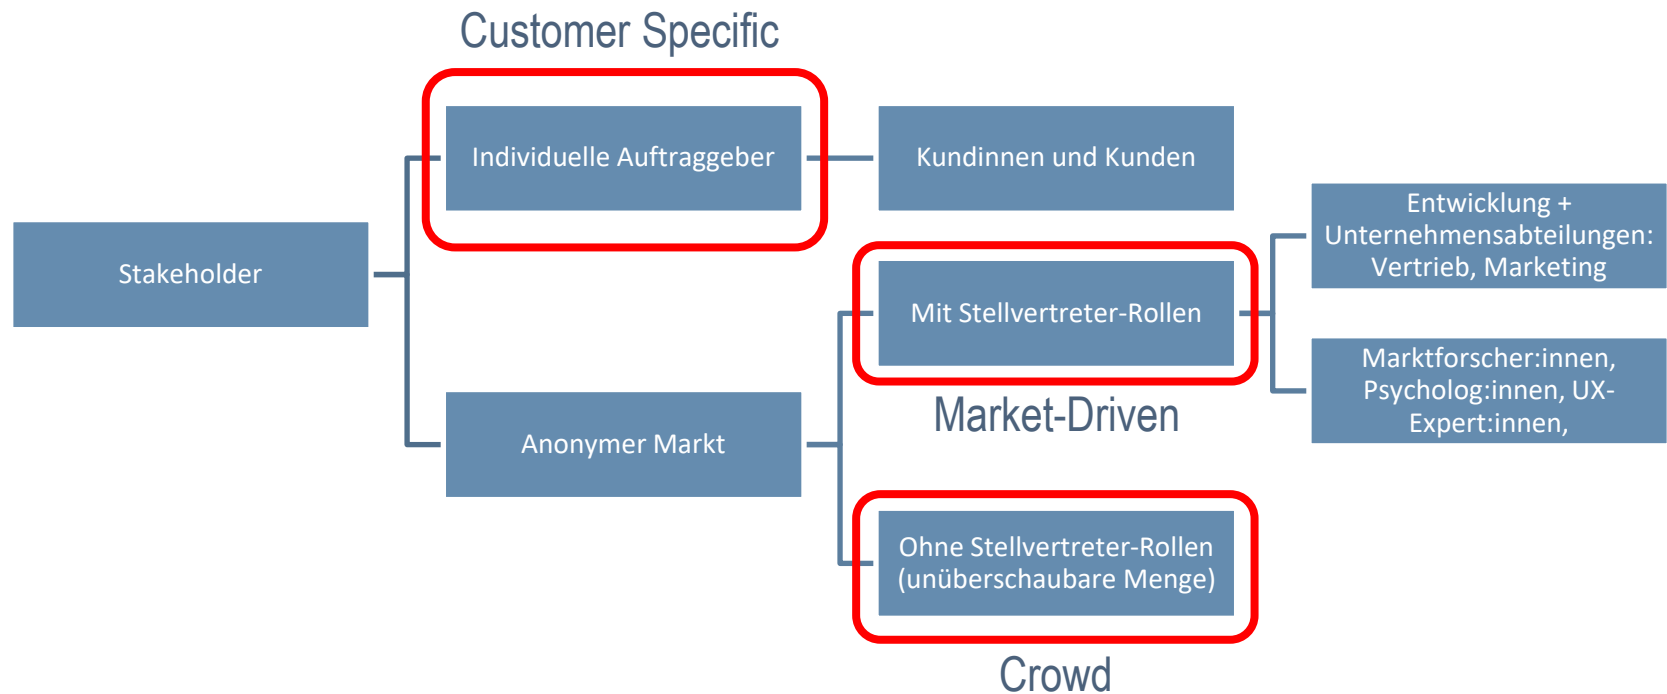 Customer Specific
Individuelle Auftraggeber
Kundinnen und Kunden
Stakeholder
Entwicklung +
Unternehmensabteilungen:
Vertrieb, Marketing
Mit Stellvertreter-Rollen
Marktforscher:innen,
Psycholog:innen, UX-
Expert:innen,
Market-Driven
Anonymer Markt
Ohne Stellvertreter-Rollen
(unüberschaubare Menge)
Crowd